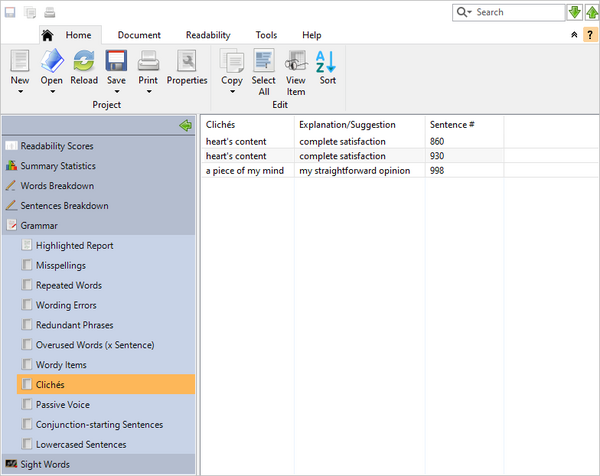 Search
Home Document Readability Tools Help
?
New Open Reload Save Print Properties Copy Select All View Item Sort
Project Edit
Clichés Explanation/Suggestion Sentence #
heart's content complete satisfaction 860
heart's content complete satisfaction 930
a piece of my mind my straightforward opinion 998
Readability Scores
Summary Statistics
Words Breakdown
Sentences Breakdown
Grammar
Highlighted Report
Misspellings
Repeated Words
Wording Errors
Redundant Phrases
Overused Words (x Sentence)
Wordy Items
Clichés
Passive Voice
Conjunction-starting Sentences
Lowercased Sentences
Sight Words